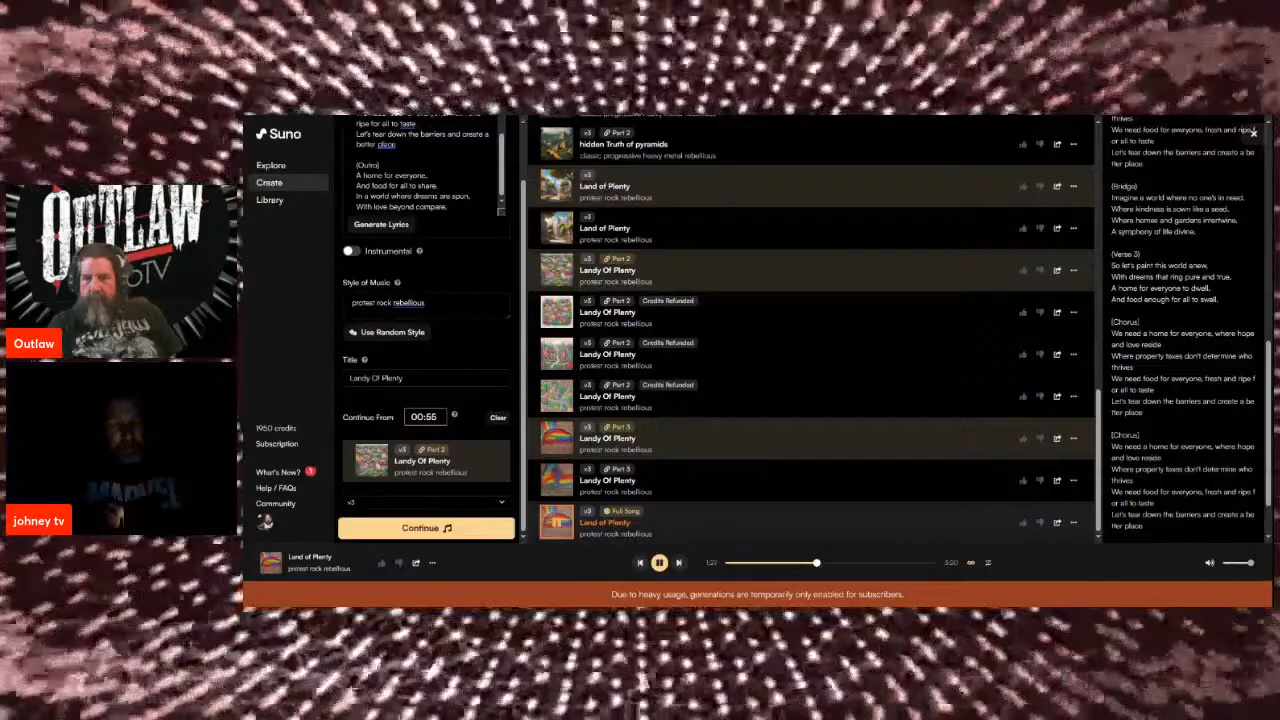 OUTLAW
TV
Outlaw
johney tv
Suno
Explore
Create
Library
1950 credits
Subscription
What's New? 1
Help / FAQs
Community
ripe for all to taste.
Let's tear down the barriers and create a
better place
(Outro)
A home for everyone,
And food for all to share,
In a world where dreams are spun,
With love beyond compare.
Generate Lyrics
Instrumental
Style of Music
protest rock rebellious
Use Random Style
Title
Landy Of Plenty
Continue From 00:55 Clear
v3 Part 2
Landy Of Plenty
protest rock rebellious
v3
Continue
v3 Part 2
hidden Truth of pyramids
classic progressive heavy metal rebellious
v3
Land of Plenty
protest rock rebellious
v3
Land of Plenty
protest rock rebellious
v3 Part 2
Landy Of Plenty
protest rock rebellious
v3 Part 2 Credits Refunded
Landy Of Plenty
protest rock rebellious
v3 Part 2 Credits Refunded
Landy Of Plenty
protest rock rebellious
v3 Part 2 Credits Refunded
Landy Of Plenty
protest rock rebellious
v3 Part 3
Landy Of Plenty
protest rock rebellious
v3 Part 3
Landy Of Plenty
protest rock rebellious
v3 Full Song
Land of Plenty
protest rock rebellious
thrives
We need food for everyone, fresh and ripe f
or all to taste
Let's tear down the barriers and create a be
tter place
(Bridge)
Imagine a world where no one's in need,
Where kindness is sown like a seed,
Where homes and gardens intertwine,
A symphony of life divine.
(Verse 3)
So let's paint this world anew,
With dreams that ring pure and true,
A home for everyone to dwell,
And food enough for all to swell.
[Chorus]
We need a home for everyone, where hope
and love reside
Where property taxes don't determine who
thrives
We need food for everyone, fresh and ripe f
or all to taste
Let's tear down the barriers and create a be
tter place
[Chorus]
We need a home for everyone, where hope
and love reside
Where property taxes don't determine who
thrives
We need food for everyone, fresh and ripe f
or all to taste
Let's tear down the barriers and create a be
tter place
Land of Plenty
protest rock rebellious
1:27
3:20
Due to heavy usage, generations are temporarily only enabled for subscribers.